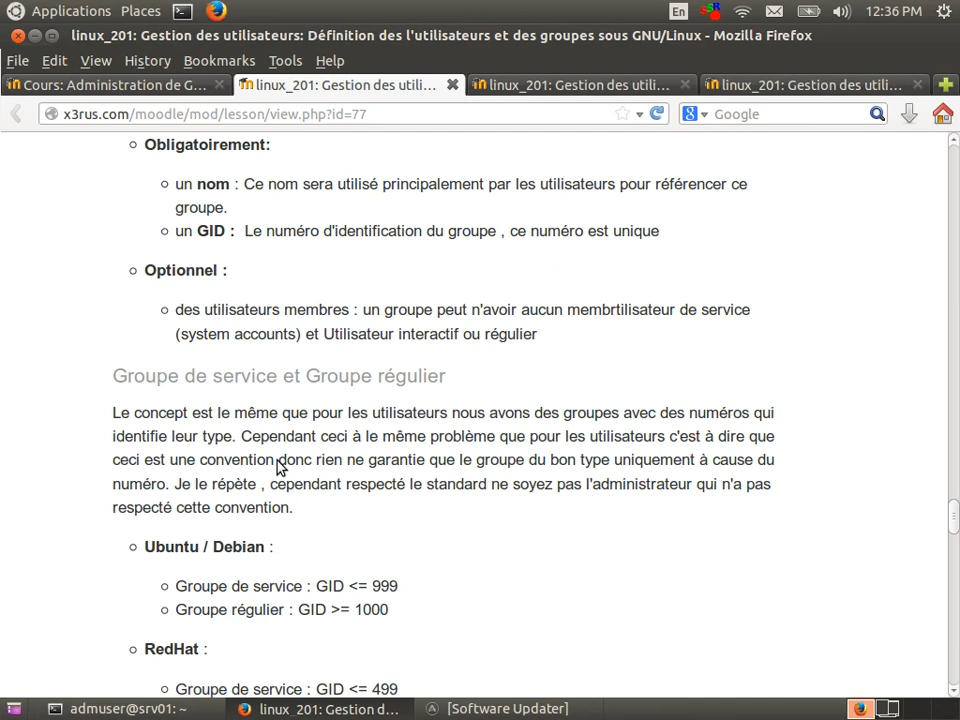 Applications Places En 12:36 PM
linux_201: Gestion des utilisateurs: Définition des l'utilisateurs et des groupes sous GNU/Linux - Mozilla Firefox
File Edit View History Bookmarks Tools Help
Cours: Administration de G... linux_201: Gestion des utili... linux_201: Gestion des utili... linux_201: Gestion des utili...
x3rus.com/moodle/mod/lesson/view.php?id=77 Google
Obligatoirement:
un nom : Ce nom sera utilisé principalement par les utilisateurs pour référencer ce
groupe.
un GID : Le numéro d'identification du groupe , ce numéro est unique
Optionnel :
des utilisateurs membres : un groupe peut n'avoir aucun membrtilisateur de service
(system accounts) et Utilisateur interactif ou régulier
Groupe de service et Groupe régulier
Le concept est le même que pour les utilisateurs nous avons des groupes avec des numéros qui
identifie leur type. Cependant ceci à le même problème que pour les utilisateurs c'est à dire que
ceci est une convention donc rien ne garantie que le groupe du bon type uniquement à cause du
numéro. Je le répète , cependant respecté le standard ne soyez pas l'administrateur qui n'a pas
respecté cette convention.
Ubuntu / Debian :
Groupe de service : GID <= 999
Groupe régulier : GID >= 1000
RedHat :
Groupe de service : GID <= 499
admuser@srv01: ~ linux_201: Gestion d... [Software Updater]